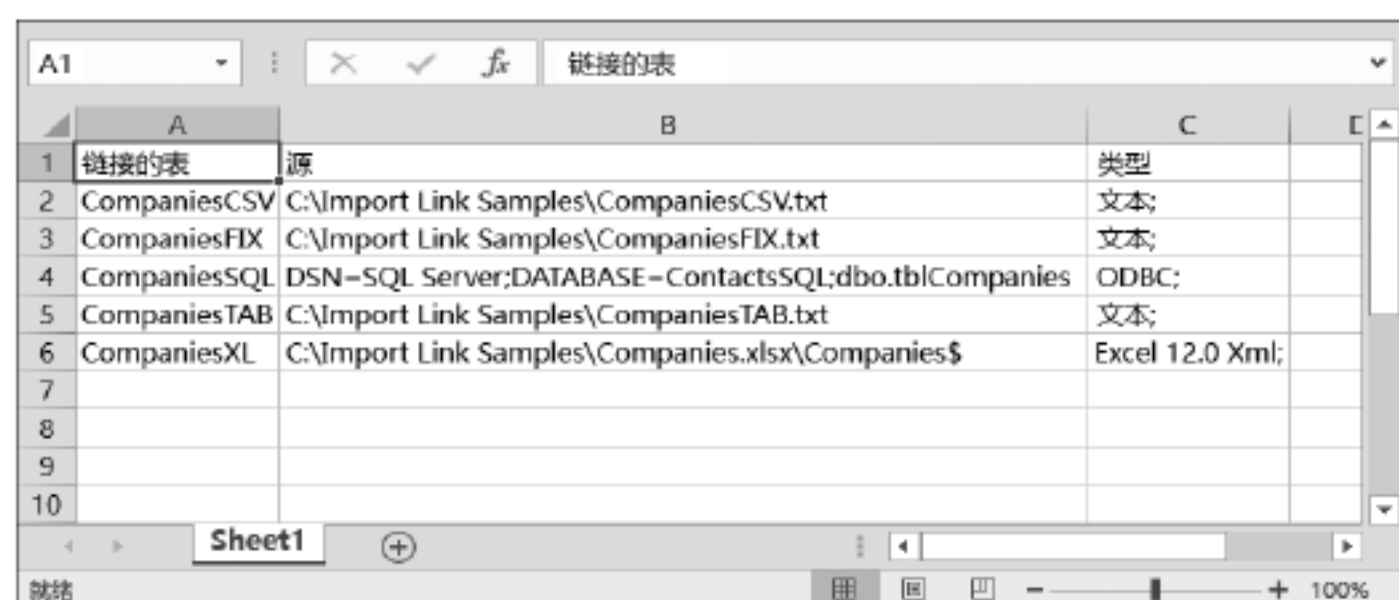 A1 fx 链接的表
A B C D
1 链接的表 源 类型
2 CompaniesCSV C:\Import Link Samples\CompaniesCSV.txt 文本;
3 CompaniesFIX C:\Import Link Samples\CompaniesFIX.txt 文本;
4 CompaniesSQL DSN=SQL Server;DATABASE=ContactsSQL;dbo.tblCompanies ODBC;
5 CompaniesTAB C:\Import Link Samples\CompaniesTAB.txt 文本;
6 CompaniesXL C:\Import Link Samples\Companies.xlsx\Companies$ Excel 12.0 Xml;
7
8
9
10
Sheet1
就绪 100%